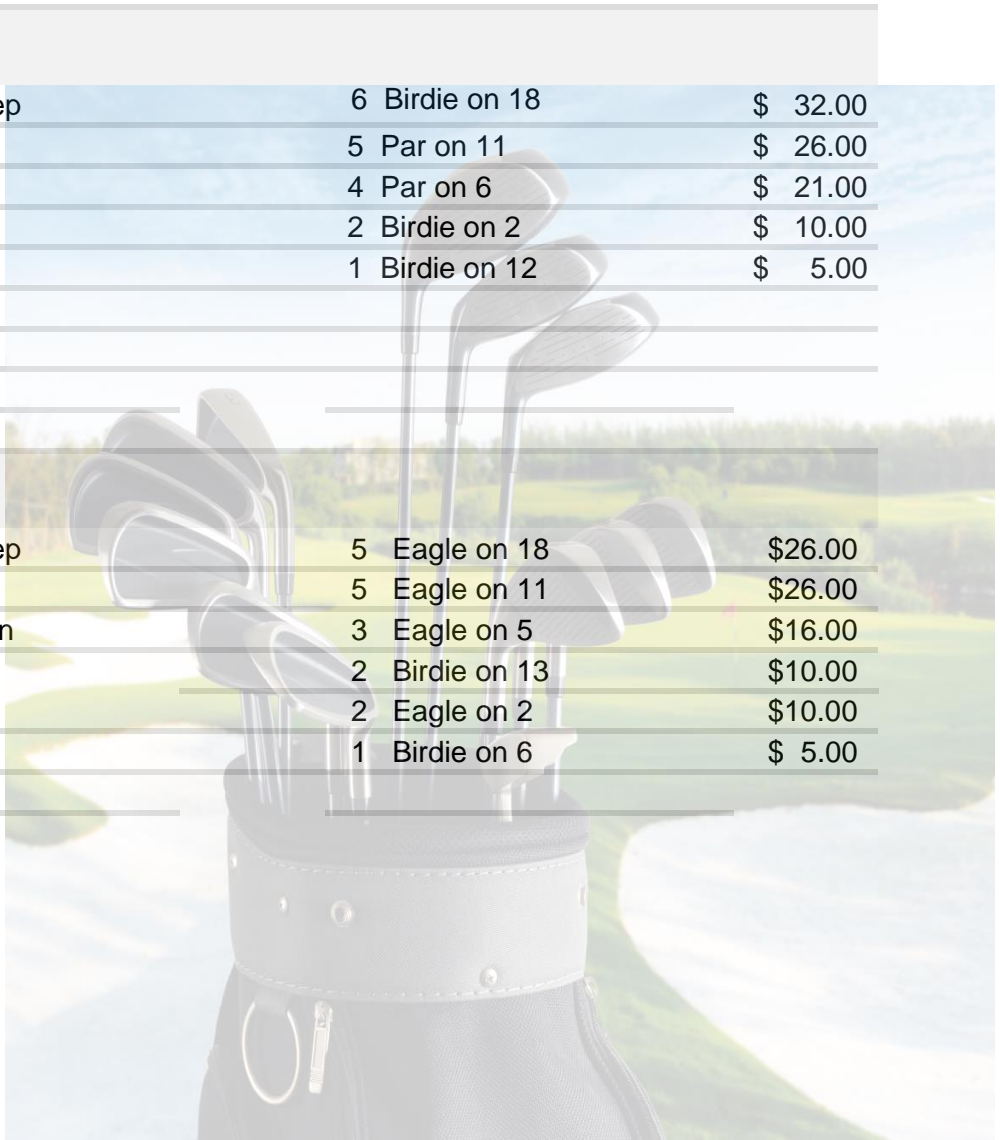 ep 6 Birdie on 18 $ 32.00
5 Par on 11 $ 26.00
4 Par on 6 $ 21.00
2 Birdie on 2 $ 10.00
1 Birdie on 12 $ 5.00
ep 5 Eagle on 18 $26.00
5 Eagle on 11 $26.00
n 3 Eagle on 5 $16.00
2 Birdie on 13 $10.00
2 Eagle on 2 $10.00
1 Birdie on 6 $ 5.00